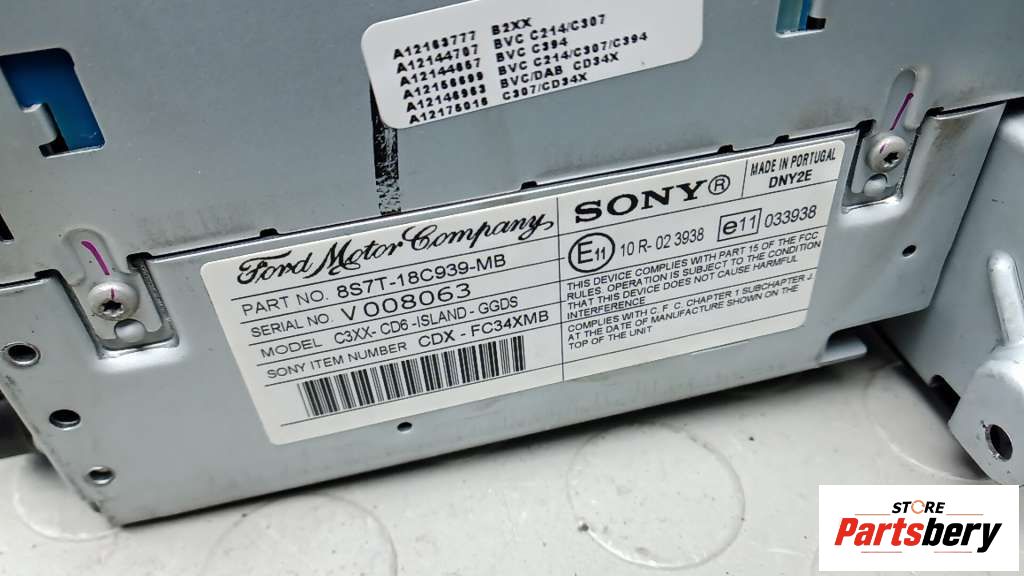 A12163777 B2XX
A12144707 BVC C214/C307
A12144657 BVC C394
A12156699 BVC C214/C307/C394
A12146963 BVC/DAB CD34X
A12175016 C307/CD34X
Ford Motor Company,
PART NO. 8S7T-18C939-MB
SERIAL NO. V008063
MODEL C3XX- CD6 -ISLAND - GGDS
SONY ITEM NUMBER CDX - FC34XMB
SONY®
MADE IN PORTUGAL
DNY2E
E11 10 R- 02 3938 e11 033938
THIS DEVICE COMPLIES WITH PART 15 OF THE FCC
RULES. OPERATION IS SUBJECT TO THE CONDITION
THAT THIS DEVICE DOES NOT CAUSE HARMFUL
INTERFERENCE
COMPLIES WITH C. F. C. CHAPTER 1 SUBCHAPTER J.
AT THE DATE OF MANUFACTURE SHOWN ON THE
TOP OF THE UNIT
STORE
Partsbery